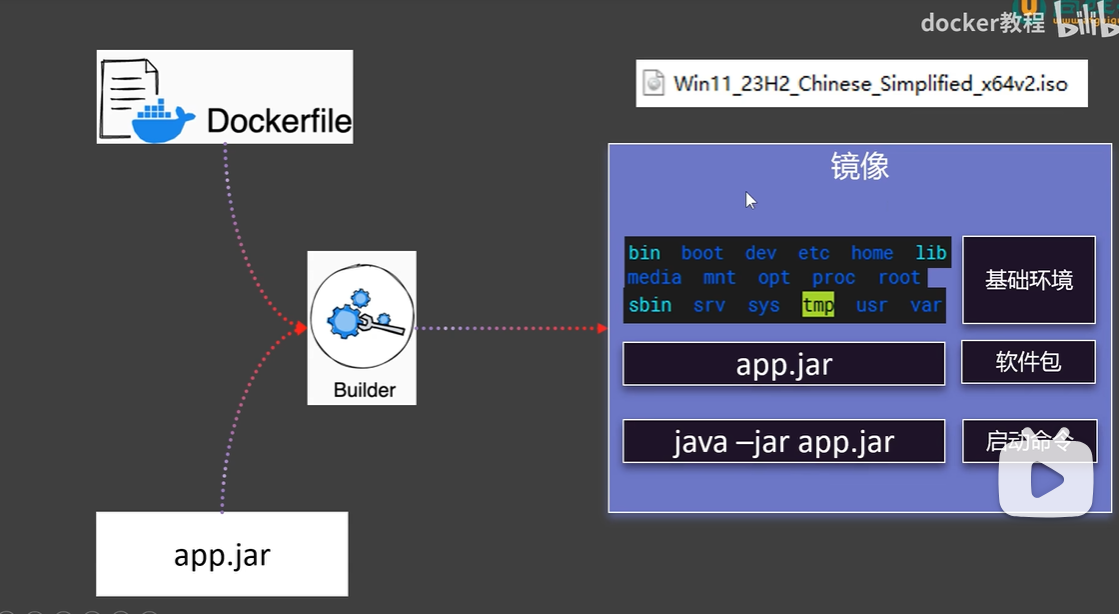 docker教程
bilib
Dockerfile
Win11_23H2_Chinese_Simplified_x64v2.iso
镜像
bin boot dev etc home lib
media mnt opt proc root
sbin srv sys tmp usr var
基础环境
app.jar
软件包
java –jar app.jar
启动命令
Builder
app.jar